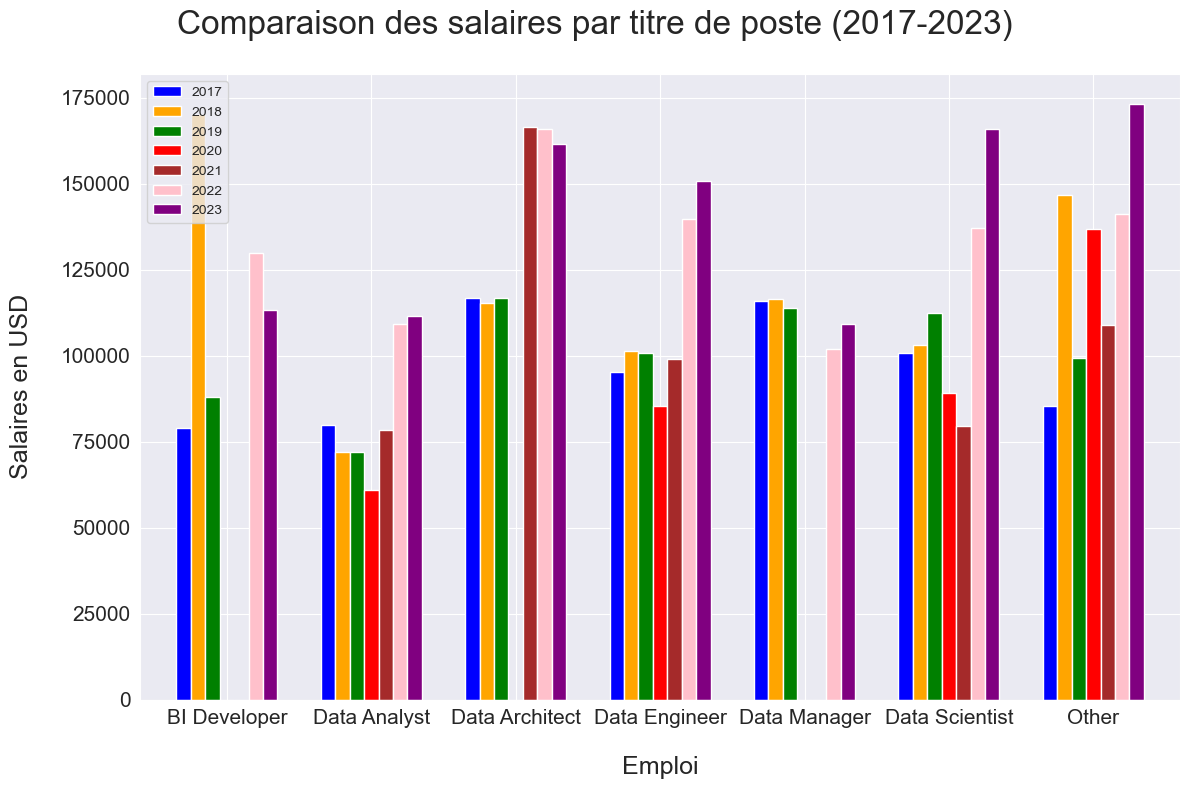 Comparaison des salaires par titre de poste (2017-2023)
2017
2018
2019
2020
2021
2022
2023
175000
150000
125000
100000
75000
50000
25000
0
Salaires en USD
BI Developer
Data Analyst
Data Architect
Data Engineer
Data Manager
Data Scientist
Other
Emploi